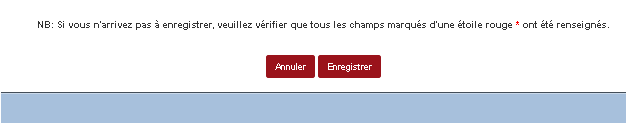 NB: Si vous n'arrivez pas à enregistrer, veuillez vérifier que tous les champs marqués d'une étoile rouge * ont été renseignés.
Annuler Enregistrer